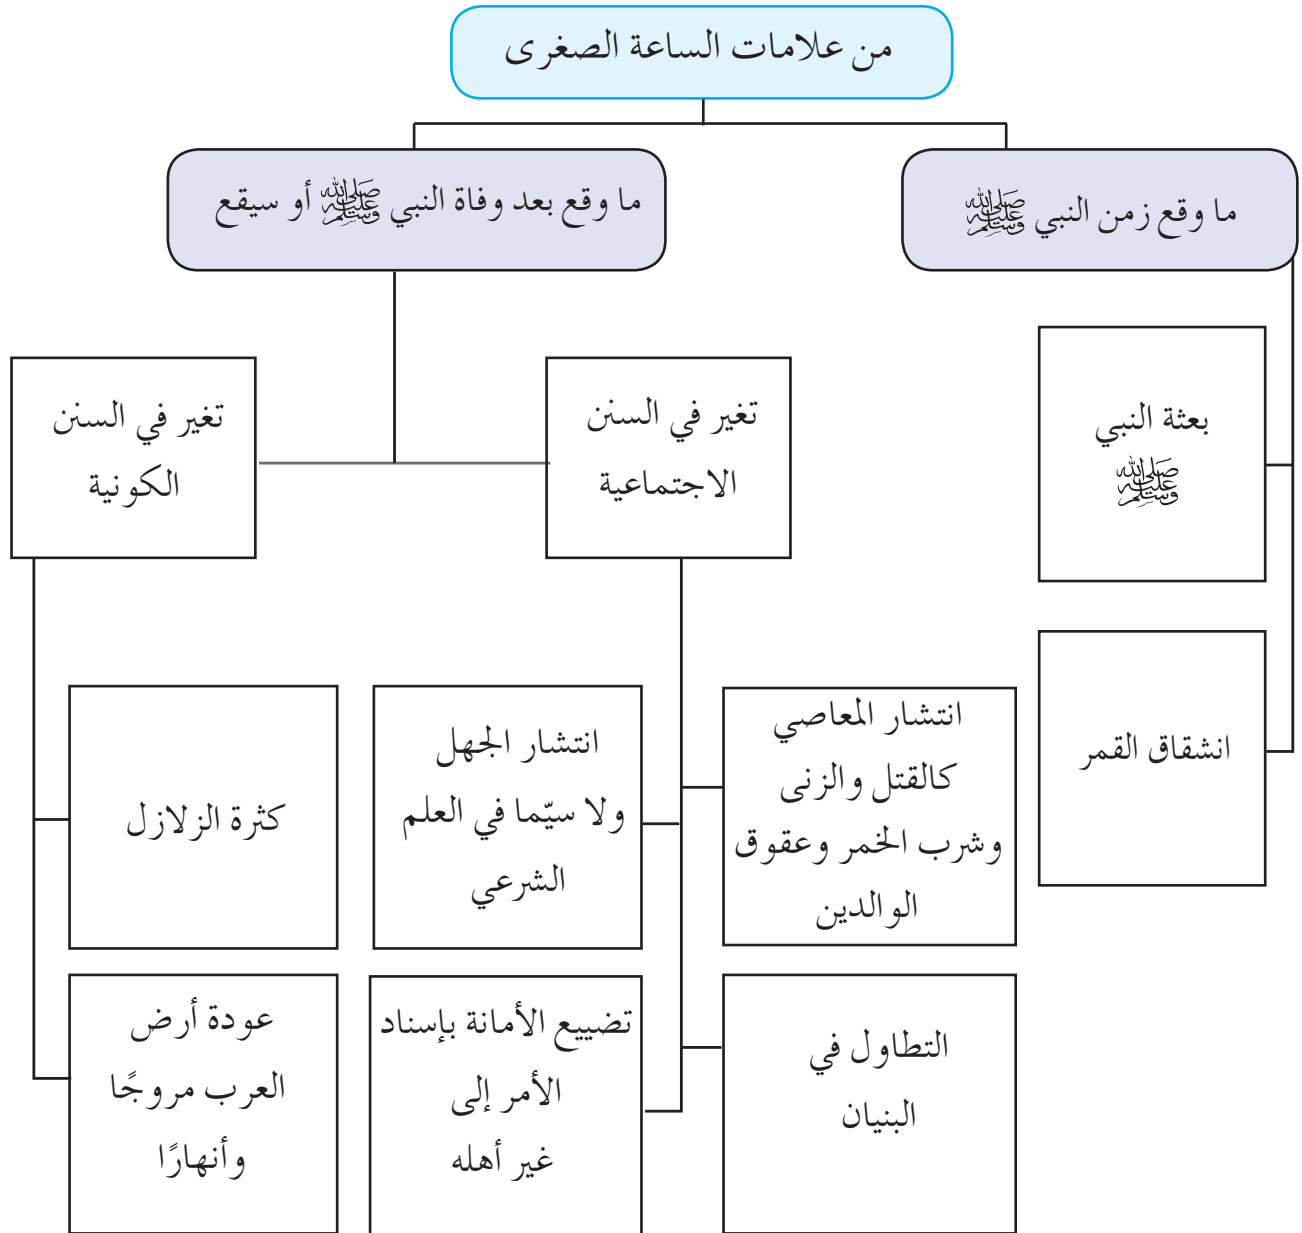 من علامات الساعة الصغرى
ما وقع زمن النبي ﷺ
ما وقع بعد وفاة النبي ﷺ أو سيقع
بعثة النبي
ﷺ
انشقاق القمر
تغير في السنن
الاجتماعية
تغير في السنن
الكونية
انتشار المعاصي
كالقتل والزنى
وشرب الخمر وعقوق
الوالدين
انتشار الجهل
ولا سيّما في العلم
الشرعي
كثرة الزلازل
التطاول في
البنيان
تضييع الأمانة بإسناد
الأمر إلى
غير أهله
عودة أرض
العرب مروجًا
وأنهارًا